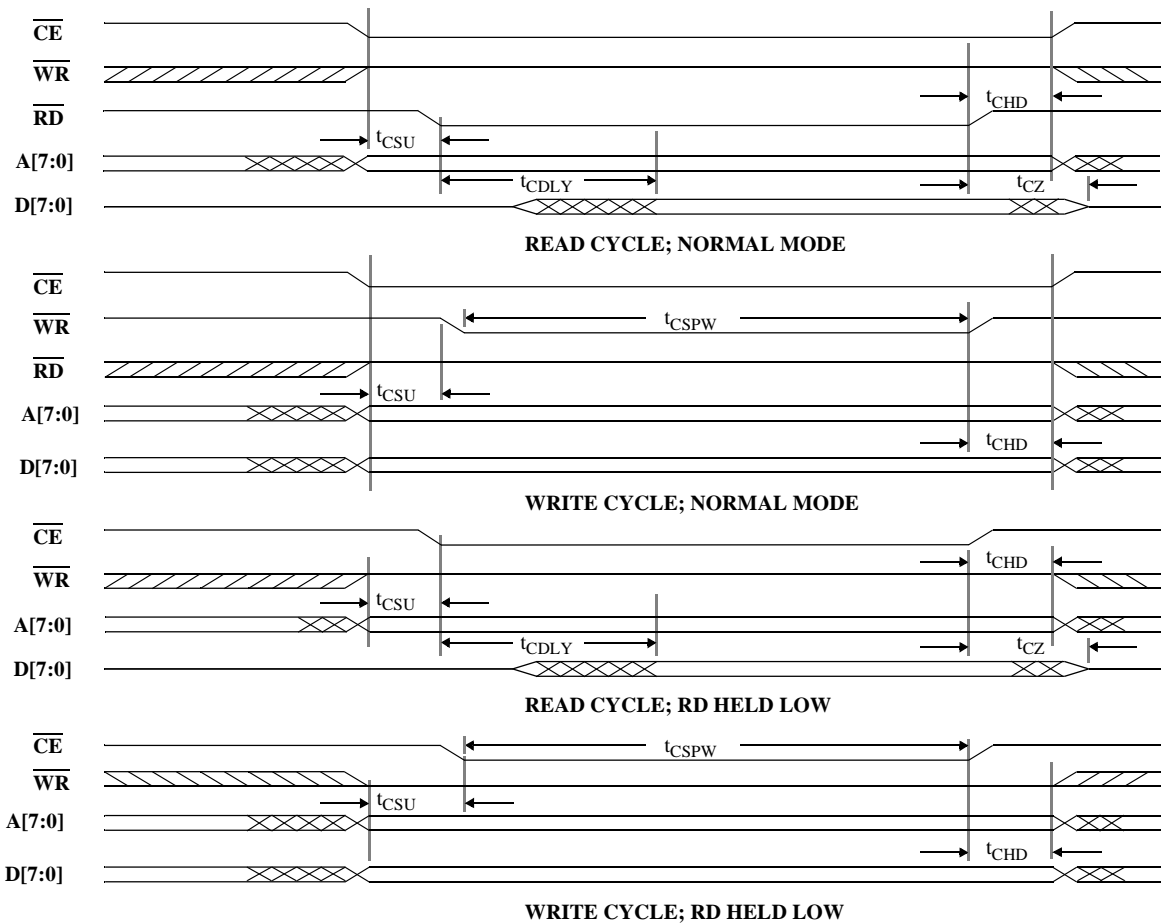 CE
WR
tCHD
RD
tCSU
A[7:0]
tCDLY
tCZ
D[7:0]
READ CYCLE; NORMAL MODE
CE
WR
tCSPW
RD
tCSU
A[7:0]
tCHD
D[7:0]
WRITE CYCLE; NORMAL MODE
CE
tCHD
WR
tCSU
A[7:0]
tCDLY
tCZ
D[7:0]
READ CYCLE; RD HELD LOW
CE
tCSPW
WR
tCSU
A[7:0]
tCHD
D[7:0]
WRITE CYCLE; RD HELD LOW